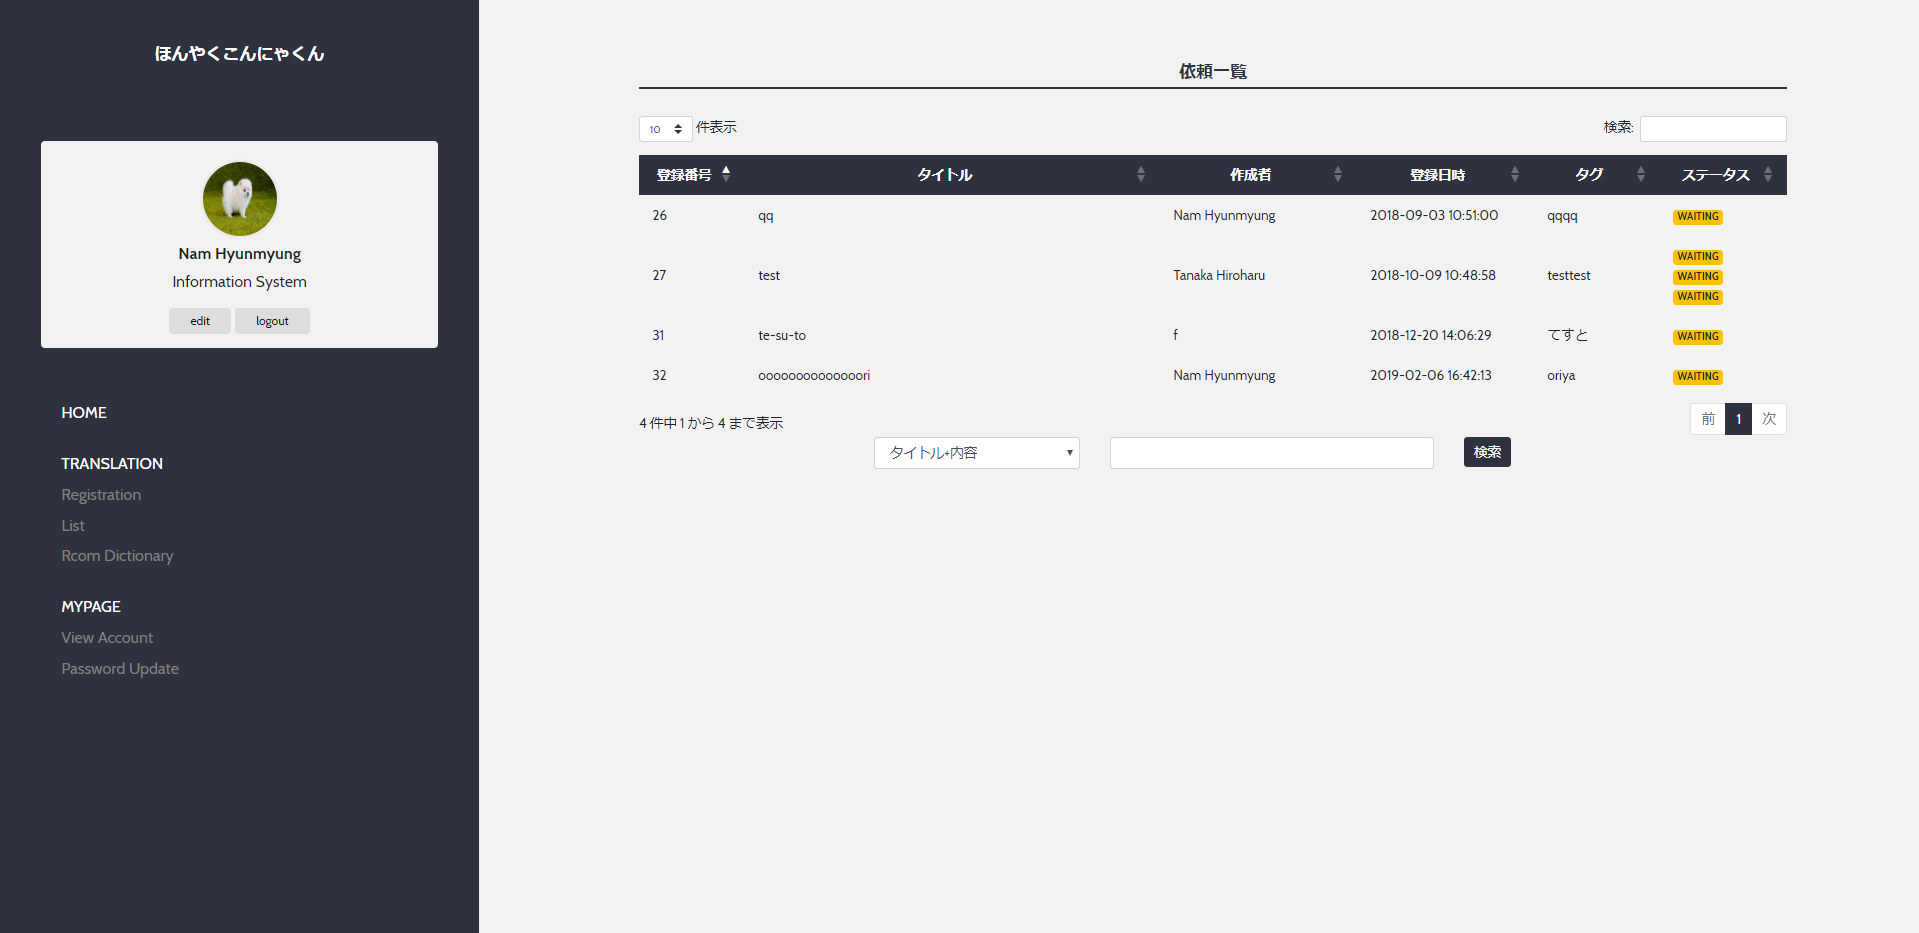 ほんやくこんにゃくん
Nam Hyunmyung
Information System
edit logout
HOME
TRANSLATION
Registration
List
Rcom Dictionary
MYPAGE
View Account
Password Update
依頼一覧
10 件表示 検索:
登録番号 タイトル 作成者 登録日時 タグ ステータス
26 qq Nam Hyunmyung 2018-09-03 10:51:00 qqqq WAITING
WAITING
27 test Tanaka Hiroharu 2018-10-09 10:48:58 testtest WAITING
WAITING
31 te-su-to f 2018-12-20 14:06:29 てすと WAITING
32 oooooooooooooori Nam Hyunmyung 2019-02-06 16:42:13 oriya WAITING
4 件中 1 から 4 まで表示 前 1 次
タイトル+内容 検索